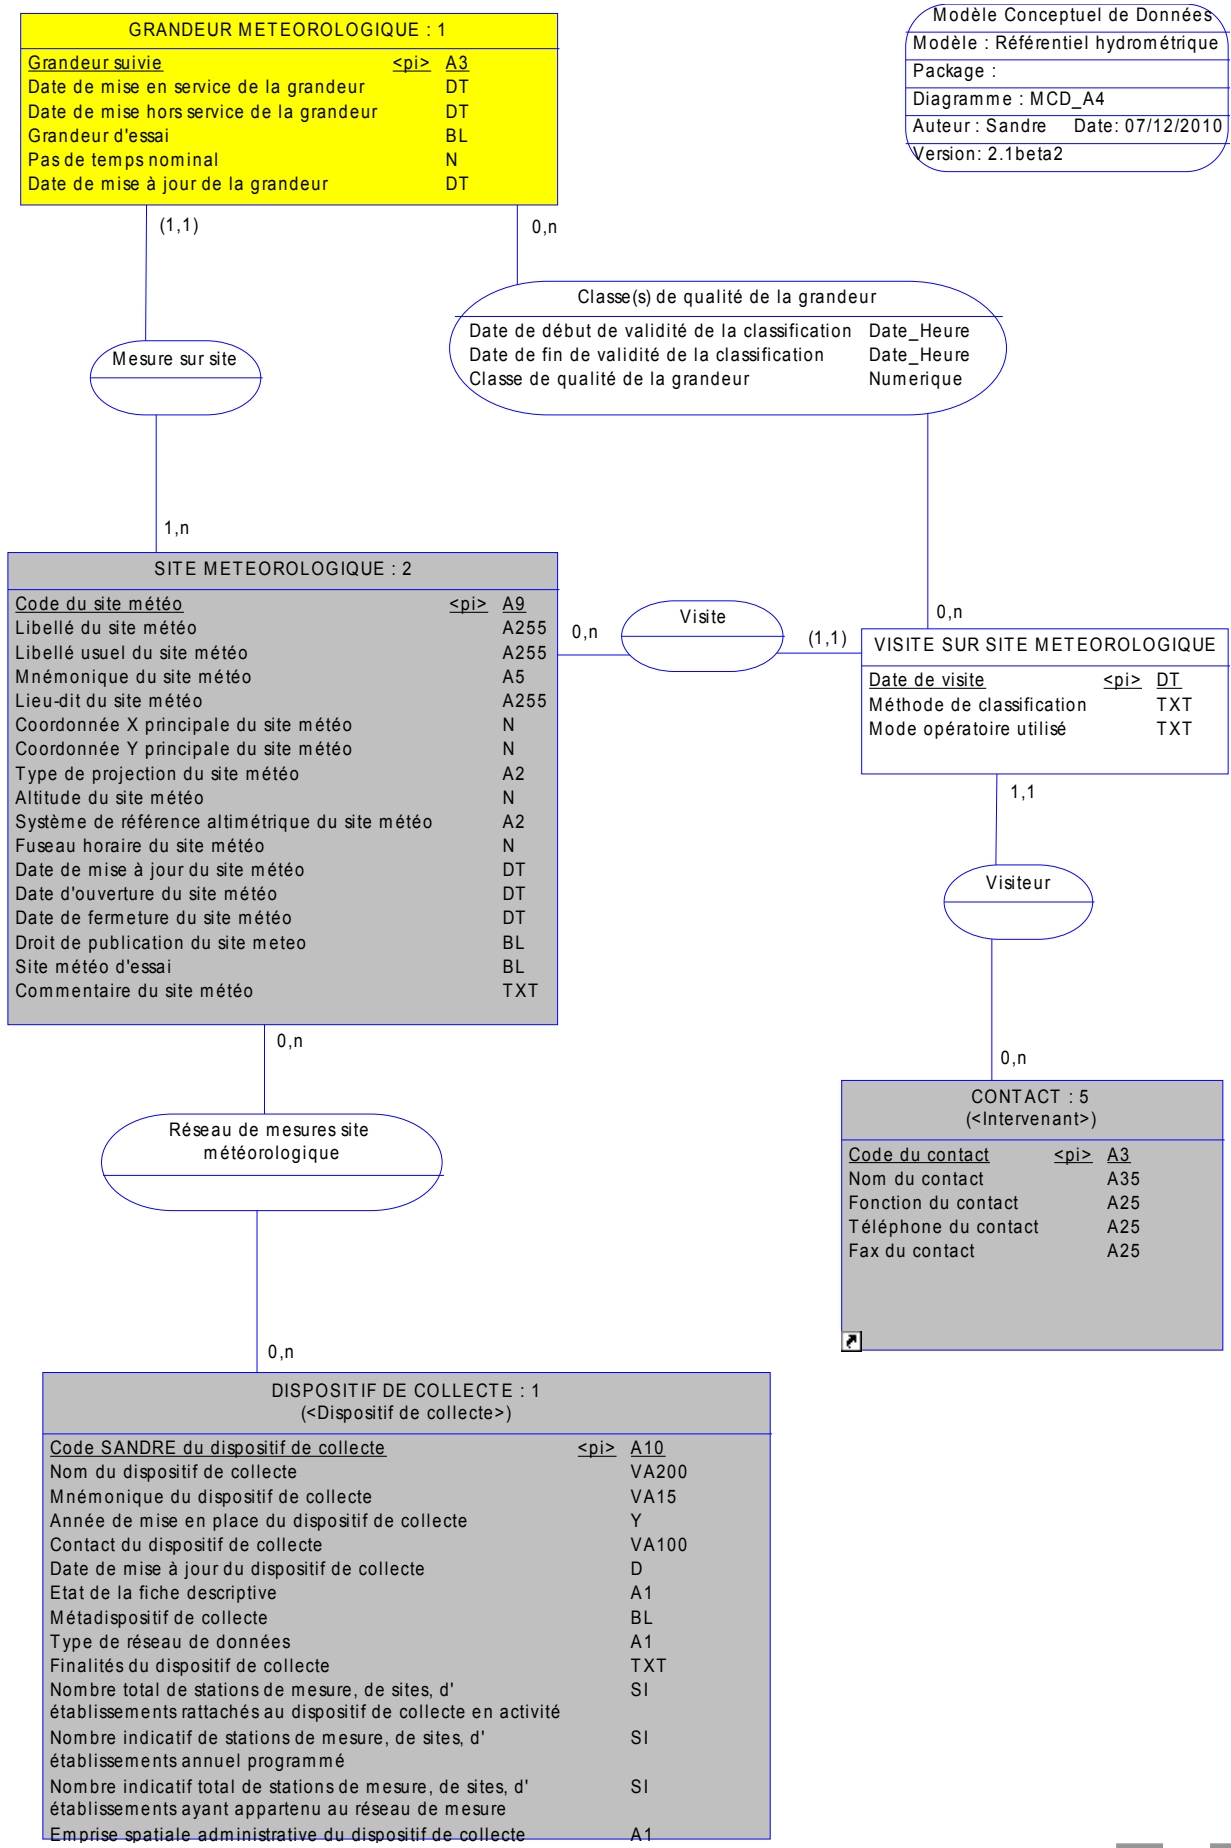 GRANDEUR METEOROLOGIQUE : 1
Grandeur suivie <pi> A3
Date de mise en service de la grandeur DT
Date de mise hors service de la grandeur DT
Grandeur d'essai BL
Pas de temps nominal N
Date de mise à jour de la grandeur DT
Modèle Conceptuel de Données
Modèle : Référentiel hydrométrique
Package :
Diagramme : MCD_A4
Auteur : Sandre Date: 07/12/2010
Version: 2.1beta2
(1,1)
0,n
Classe(s) de qualité de la grandeur
Date de début de validité de la classification Date_Heure
Date de fin de validité de la classification Date_Heure
Classe de qualité de la grandeur Numerique
Mesure sur site
1,n
SITE METEOROLOGIQUE : 2
Code du site météo <pi> A9
Libellé du site météo A255
Libellé usuel du site météo A255
Mnémonique du site météo A5
Lieu-dit du site météo A255
Coordonnée X principale du site météo N
Coordonnée Y principale du site météo N
Type de projection du site météo A2
Altitude du site météo N
Système de référence altimétrique du site météo A2
Fuseau horaire du site météo N
Date de mise à jour du site météo DT
Date d'ouverture du site météo DT
Date de fermeture du site météo DT
Droit de publication du site meteo BL
Site météo d'essai BL
Commentaire du site météo TXT
0,n
Visite
(1,1)
0,n
VISITE SUR SITE METEOROLOGIQUE
Date de visite <pi> DT
Méthode de classification TXT
Mode opératoire utilisé TXT
1,1
Visiteur
0,n
CONTACT : 5
(<Intervenant>)
Code du contact <pi> A3
Nom du contact A35
Fonction du contact A25
Téléphone du contact A25
Fax du contact A25
0,n
Réseau de mesures site
météorologique
0,n
DISPOSITIF DE COLLECTE : 1
(<Dispositif de collecte>)
Code SANDRE du dispositif de collecte <pi> A10
Nom du dispositif de collecte VA200
Mnémonique du dispositif de collecte VA15
Année de mise en place du dispositif de collecte Y
Contact du dispositif de collecte VA100
Date de mise à jour du dispositif de collecte D
Etat de la fiche descriptive A1
Métadispositif de collecte BL
Type de réseau de données A1
Finalités du dispositif de collecte TXT
Nombre total de stations de mesure, de sites, d' SI
établissements rattachés au dispositif de collecte en activité
Nombre indicatif de stations de mesure, de sites, d' SI
établissements annuel programmé
Nombre indicatif total de stations de mesure, de sites, d' SI
établissements ayant appartenu au réseau de mesure
Emprise spatiale administrative du dispositif de collecte A1